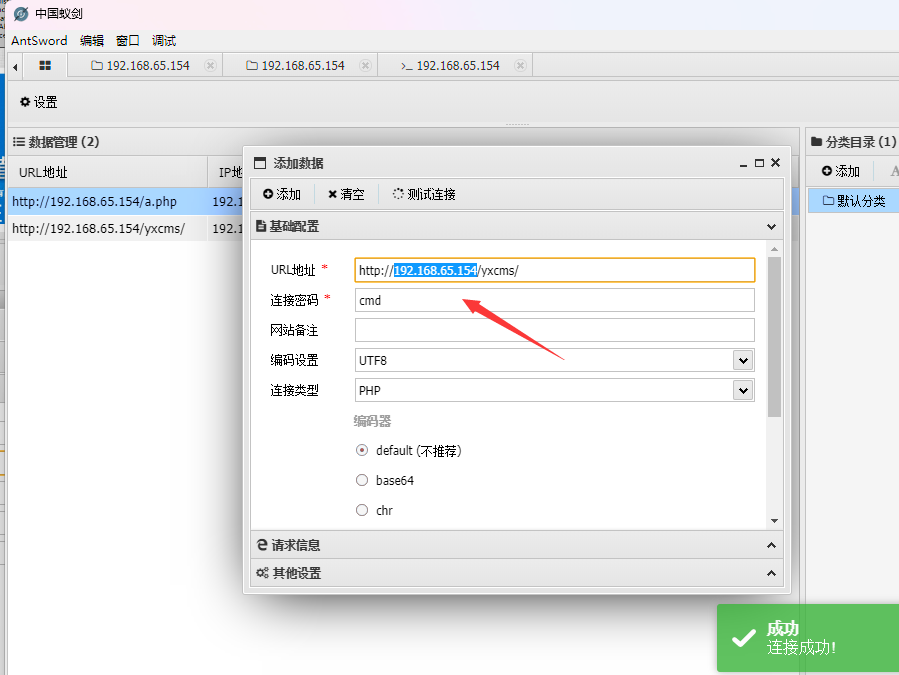 中国蚁剑
AntSword 编辑 窗口 调试
192.168.65.154 192.168.65.154 >_ 192.168.65.154
设置
数据管理 (2)
URL地址 IP地
http://192.168.65.154/a.php 192.1
http://192.168.65.154/yxcms/ 192.1
添加数据
添加 清空 测试连接
基础配置
URL地址 * http://192.168.65.154/yxcms/
连接密码 * cmd
网站备注
编码设置 UTF8
连接类型 PHP
编码器
default (不推荐)
base64
chr
请求信息
其他设置
分类目录 (1)
添加
默认分类
成功
连接成功!